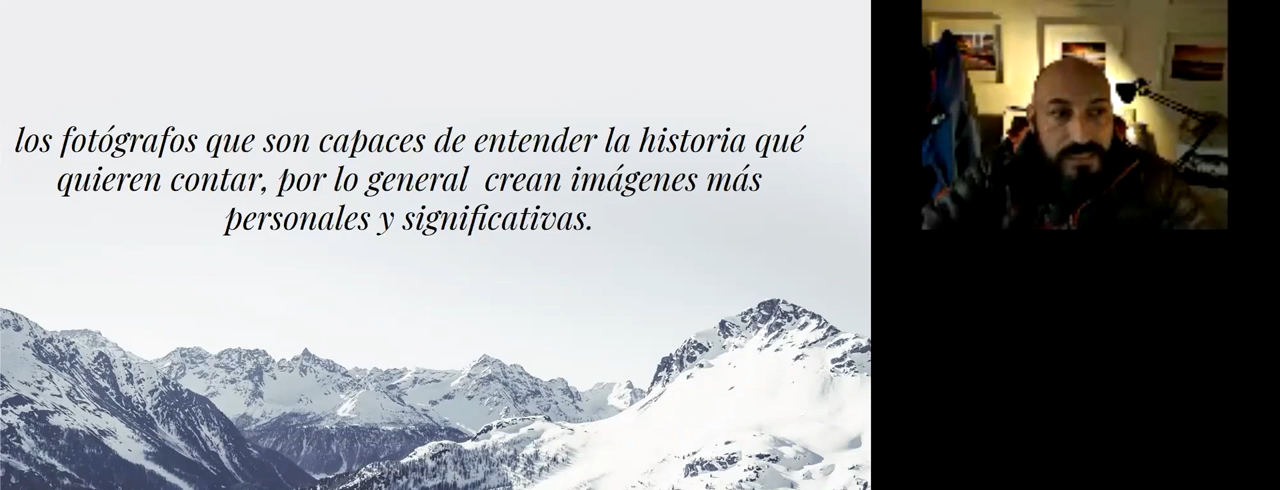 los fotógrafos que son capaces de entender la historia qué
quieren contar, por lo general  crean imágenes más
personales y significativas.